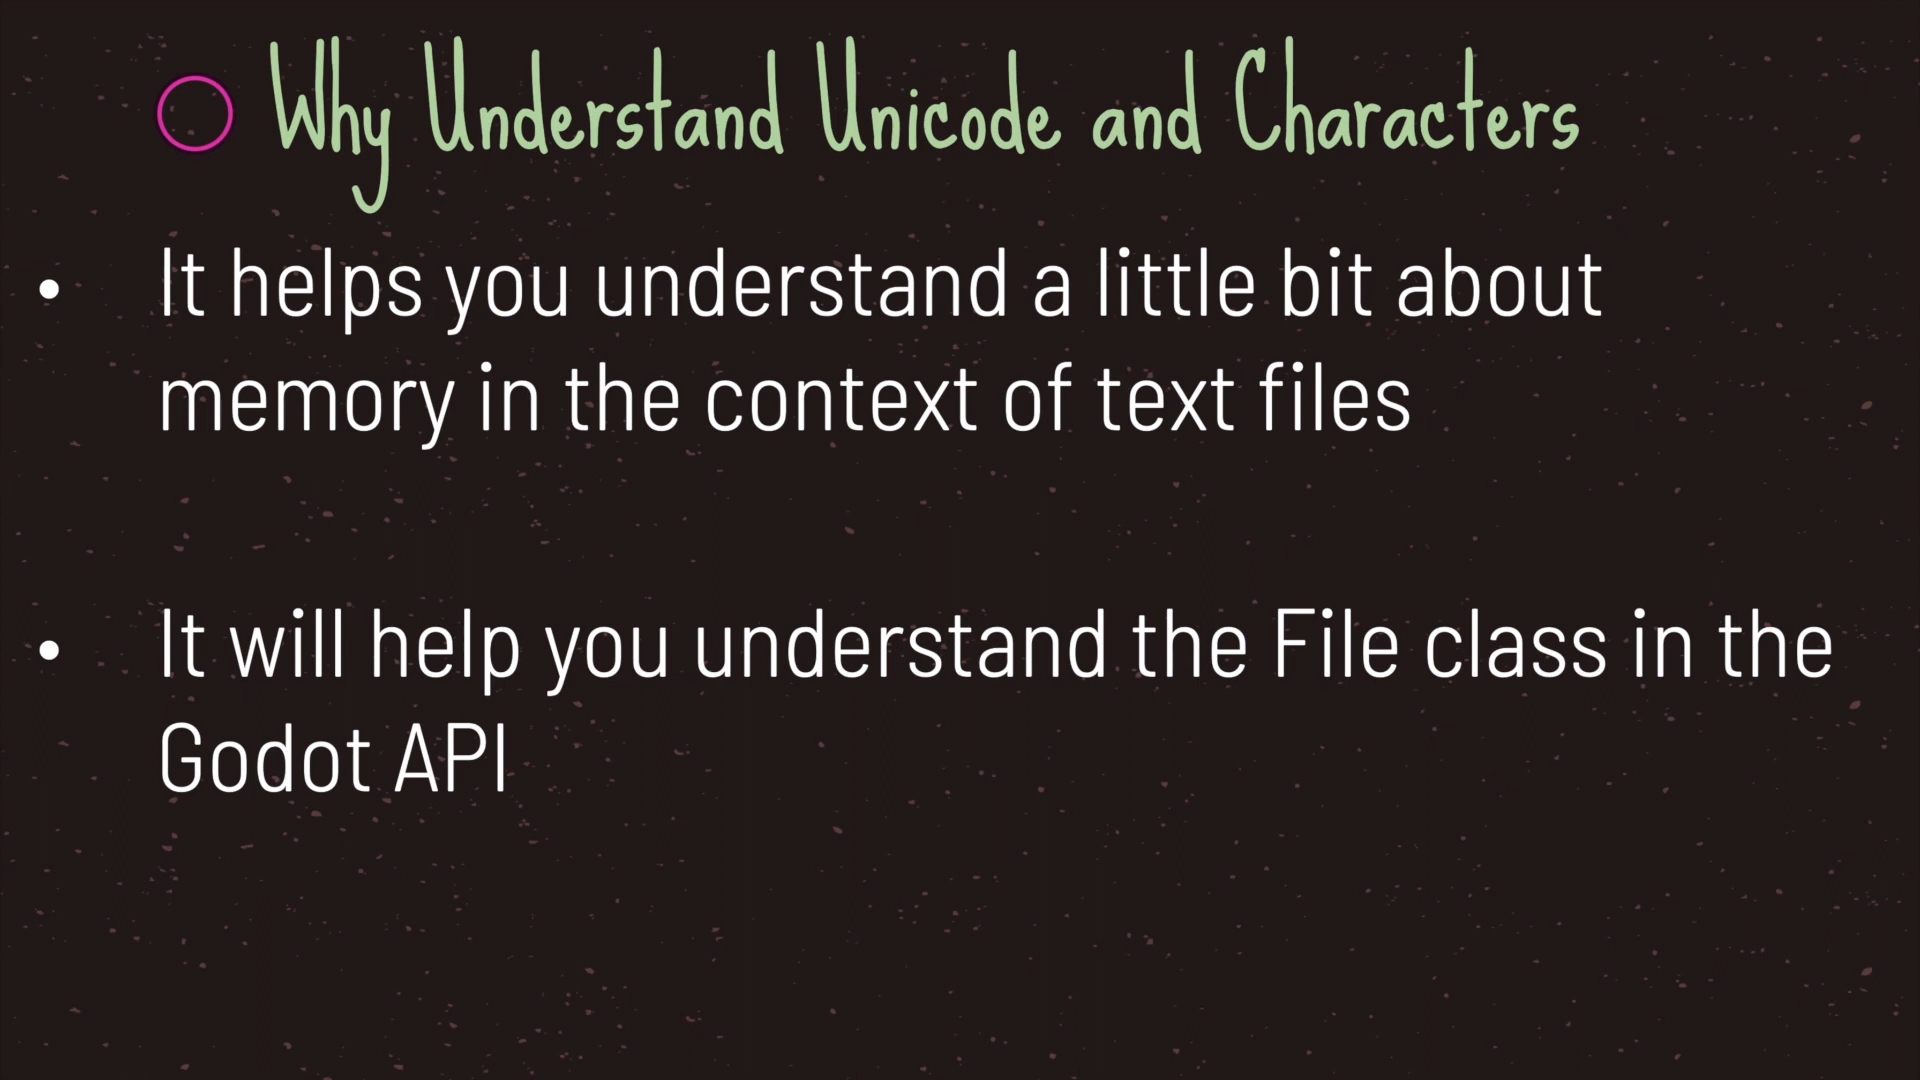 Why Understand Unicode and Characters
• It helps you understand a little bit about
memory in the context of text files
• It will help you understand the File class in the
Godot API